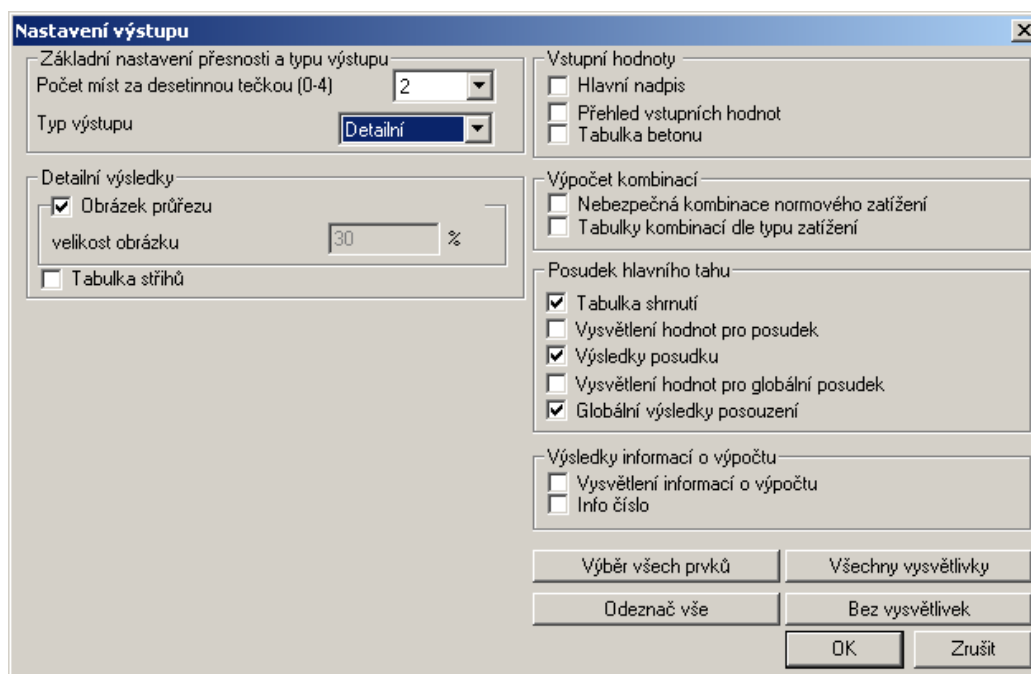 Nastavení výstupu
Základní nastavení přesnosti a typu výstupu
Počet míst za desetinnou tečkou (0-4)
2
Typ výstupu
Detailní
Detailní výsledky
Obrázek průřezu
velikost obrázku
30
%
Tabulka střihů
Vstupní hodnoty
Hlavní nadpis
Přehled vstupních hodnot
Tabulka betonu
Výpočet kombinací
Nebezpečná kombinace normového zatížení
Tabulky kombinací dle typu zatížení
Posudek hlavního tahu
Tabulka shrnutí
Vysvětlení hodnot pro posudek
Výsledky posudku
Vysvětlení hodnot pro globální posudek
Globální výsledky posouzení
Výsledky informací o výpočtu
Vysvětlení informací o výpočtu
Info číslo
Výběr všech prvků
Všechny vysvětlivky
Odeznač vše
Bez vysvětlivek
OK
Zrušit